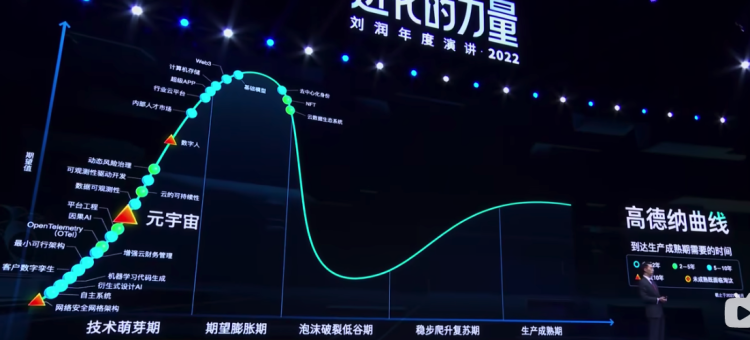 进化的力量
刘润年度演讲·2022
Web3
计算机存储
超级APP
行业云平台
内部人才市场
基础模型
去中心化身份
NFT
云数据生态系统
数字人
动态风险治理
可观测性驱动开发
数据可观测性
云的可持续性
平台工程
因果AI
元宇宙
OpenTelemetry
(OTel)
最小可行架构
增强云财务管理
客户数字孪生
机器学习代码生成
衍生式设计AI
自主系统
网络安全网格架构
期望值
技术萌芽期
期望膨胀期
泡沫破裂低谷期
稳步爬升复苏期
生产成熟期
高德纳曲线
到达生产成熟期需要的时间
2年
2—5年
5—10年
10年
未成熟既面临淘汰